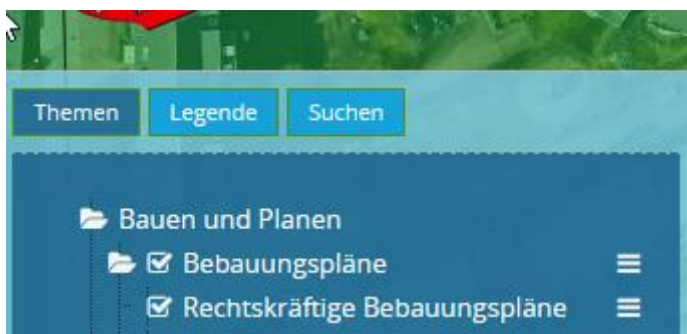 Themen Legende Suchen
Bauen und Planen
Bebauungspläne
Rechtskräftige Bebauungspläne